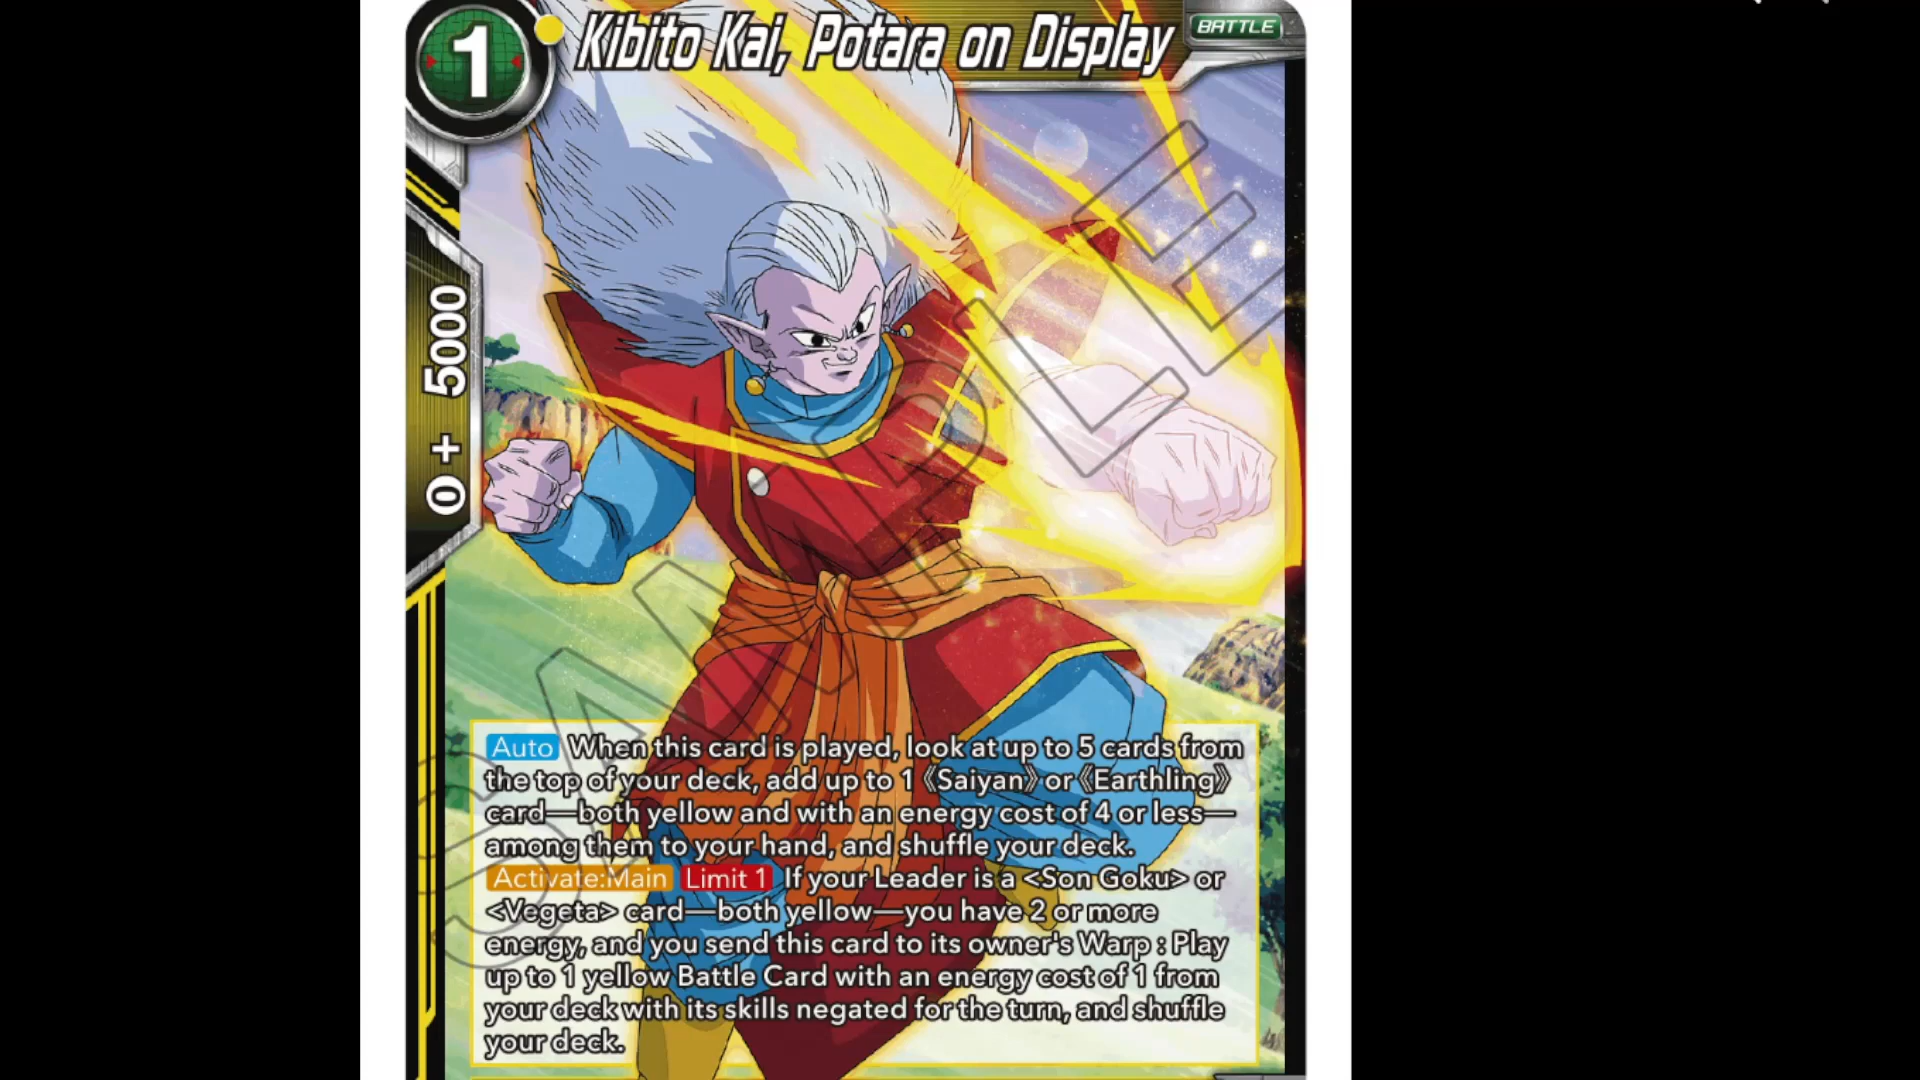 1
Kibito Kai, Potara on Display
BATTLE
0 + 5000
SAMPLE
Auto When this card is played, look at up to 5 cards from
the top of your deck, add up to 1 《Saiyan》 or 《Earthling》
card—both yellow and with an energy cost of 4 or less—
among them to your hand, and shuffle your deck.
Activate:Main Limit 1 If your Leader is a <Son Goku> or
<Vegeta> card—both yellow—you have 2 or more
energy, and you send this card to its owner's Warp : Play
up to 1 yellow Battle Card with an energy cost of 1 from
your deck with its skills negated for the turn, and shuffle
your deck.